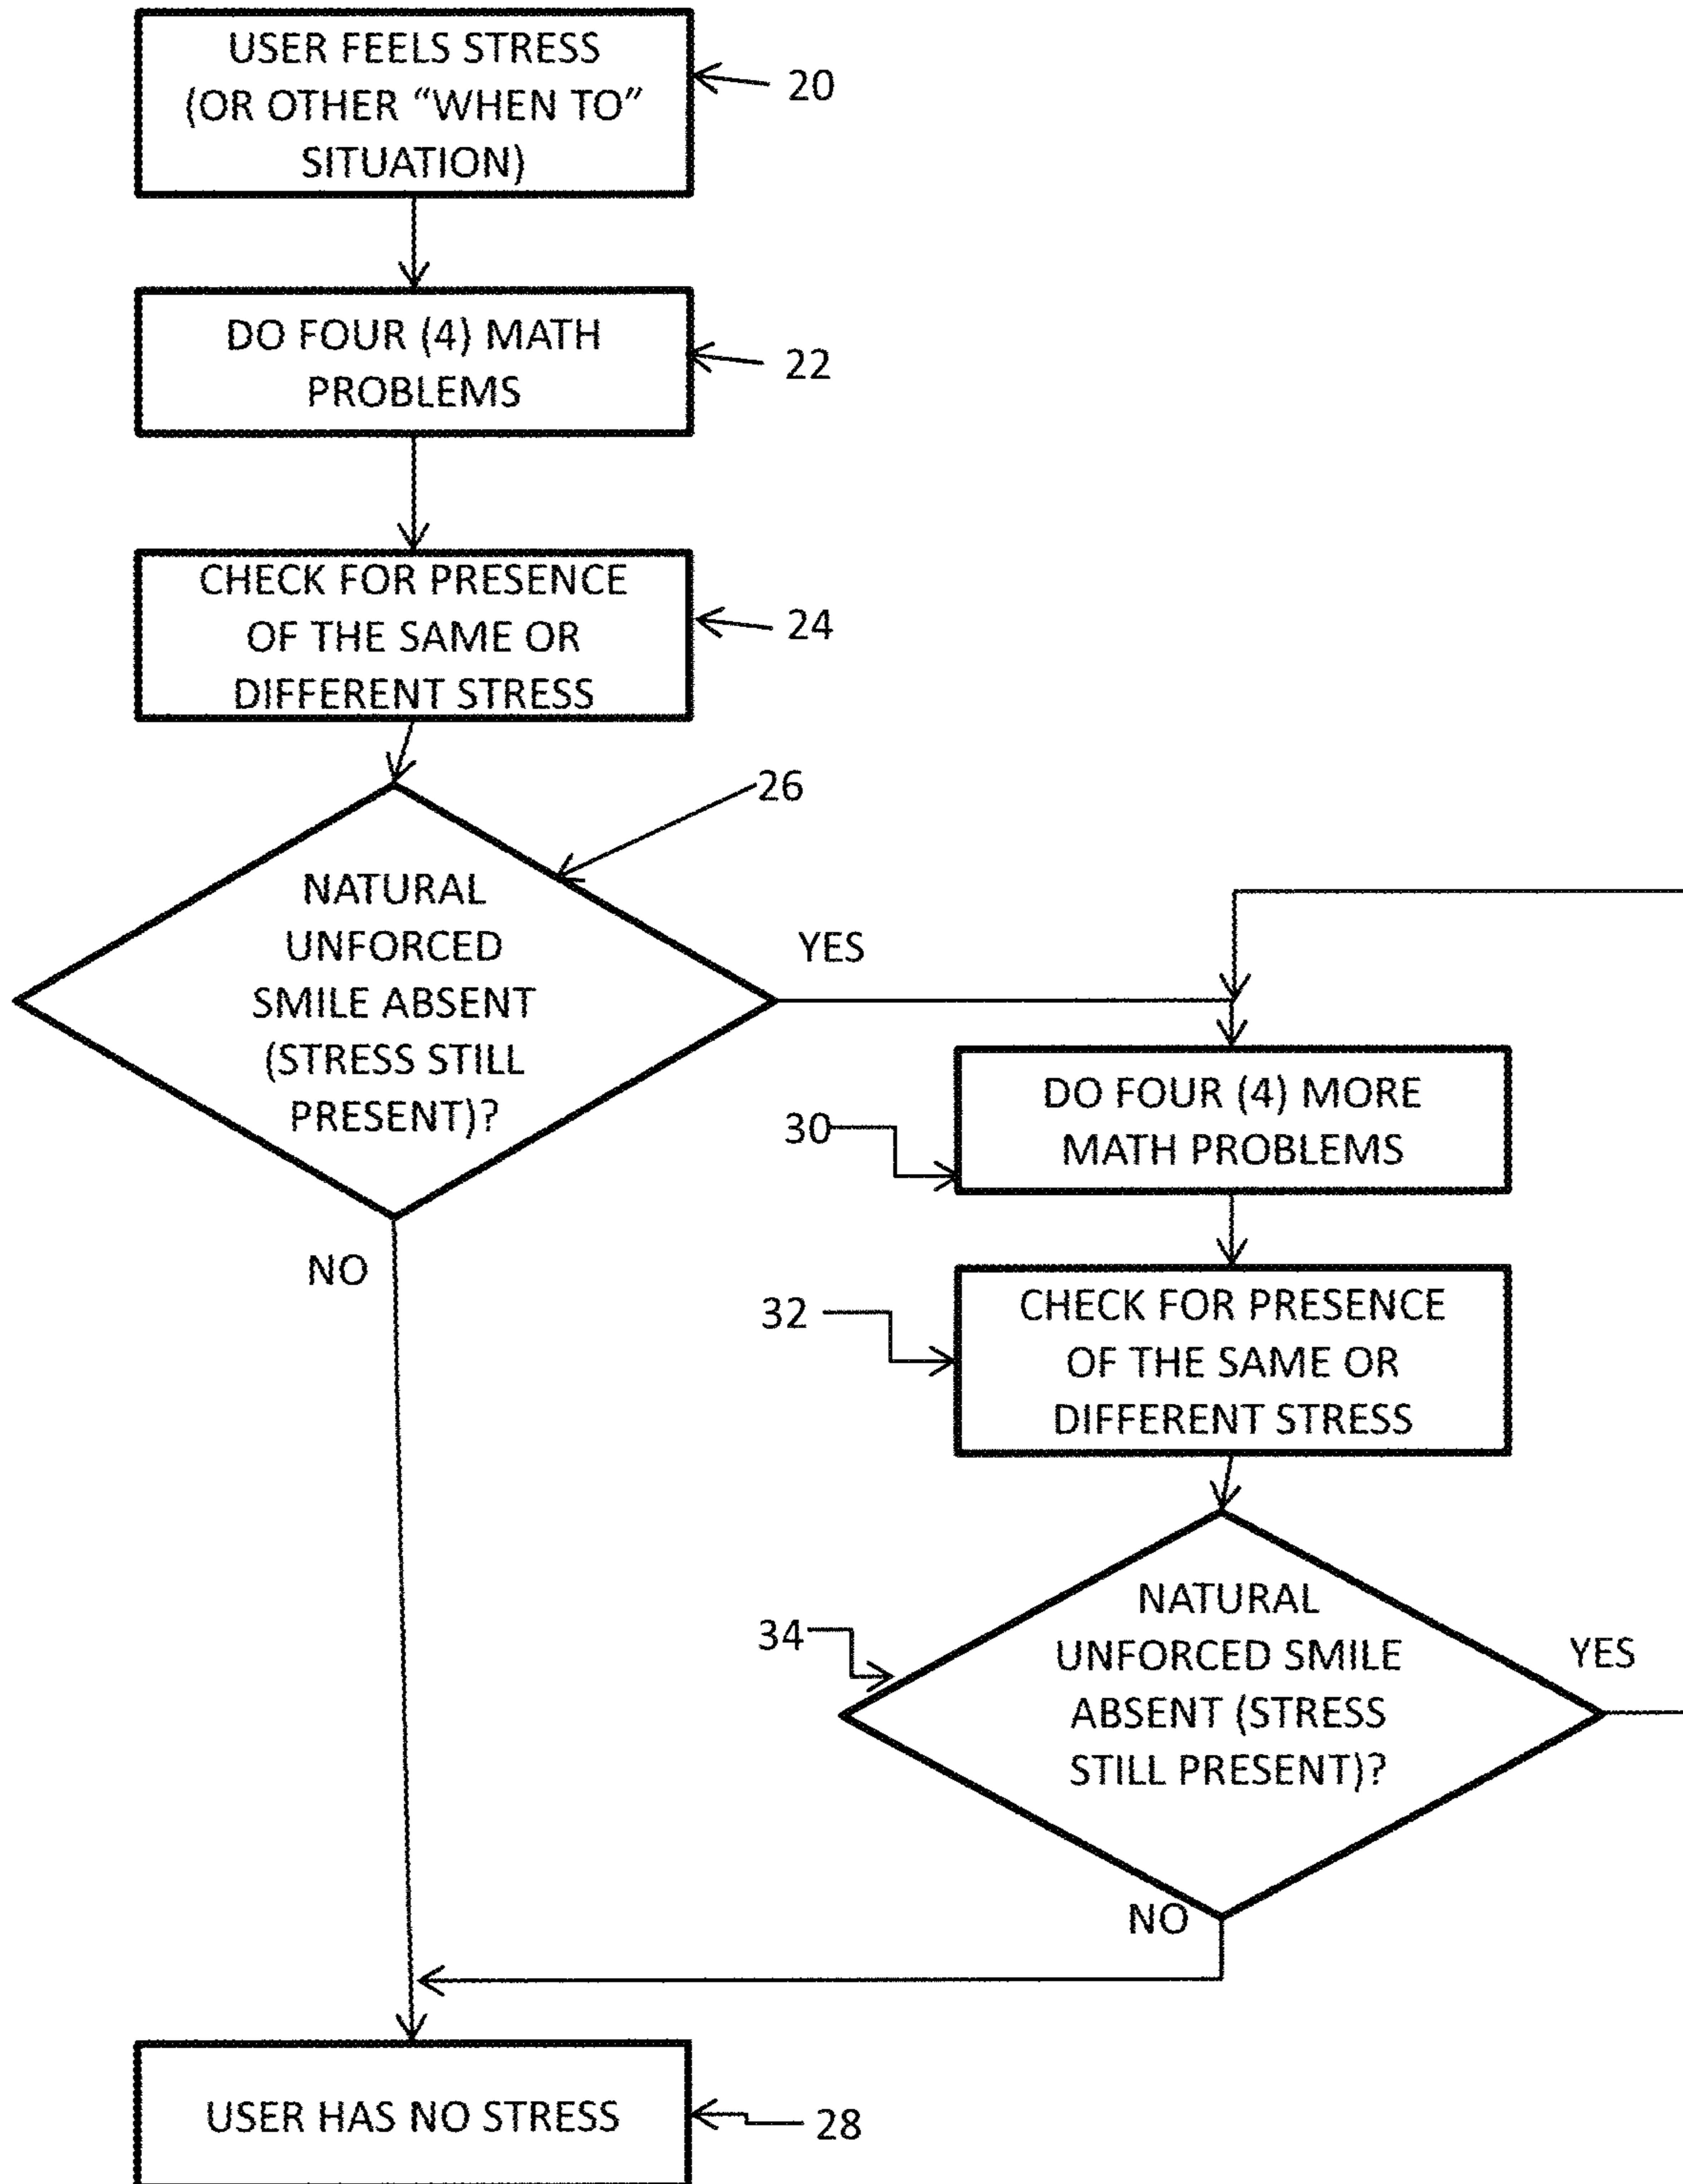 USER FEELS STRESS
(OR OTHER “WHEN TO”
SITUATION)
20
DO FOUR (4) MATH
PROBLEMS
22
CHECK FOR PRESENCE
OF THE SAME OR
DIFFERENT STRESS
24
26
NATURAL
UNFORCED
SMILE ABSENT
(STRESS STILL
PRESENT)?
YES
NO
DO FOUR (4) MORE
MATH PROBLEMS
30
CHECK FOR PRESENCE
OF THE SAME OR
DIFFERENT STRESS
32
NATURAL
UNFORCED SMILE
ABSENT (STRESS
STILL PRESENT)?
34
YES
NO
USER HAS NO STRESS
28